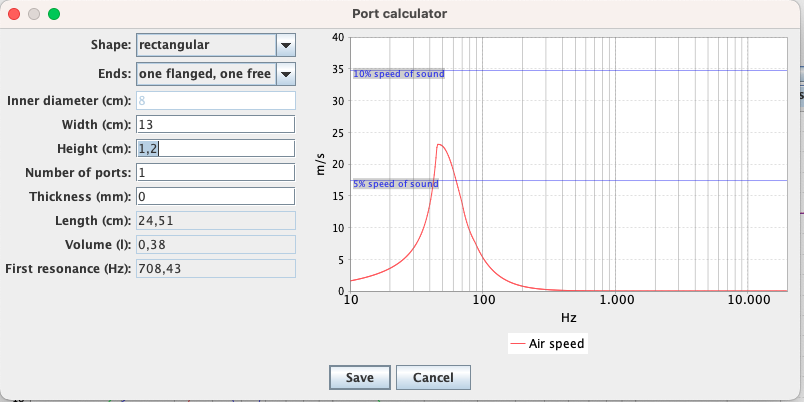 Port calculator
Shape: rectangular
Ends: one flanged, one free
Inner diameter (cm): 8
Width (cm): 13
Height (cm): 1,2
Number of ports: 1
Thickness (mm): 0
Length (cm): 24,51
Volume (l): 0,38
First resonance (Hz): 708,43
40
35
10% speed of sound
30
25
m/s
20
5% speed of sound
15
10
5
0
10 100 1.000 10.000
Hz
Air speed
Save Cancel